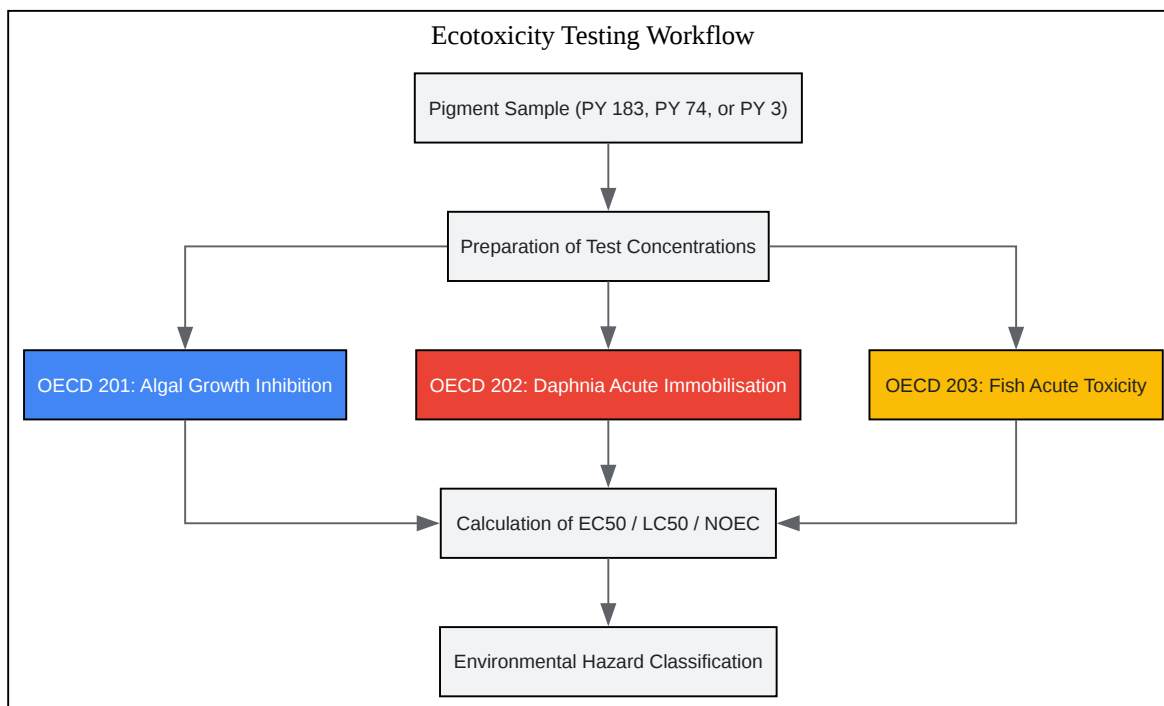 Ecotoxicity Testing Workflow
Pigment Sample (PY 183, PY 74, or PY 3)
Preparation of Test Concentrations
OECD 201: Algal Growth Inhibition
OECD 202: Daphnia Acute Immobilisation
OECD 203: Fish Acute Toxicity
Calculation of EC50 / LC50 / NOEC
Environmental Hazard Classification